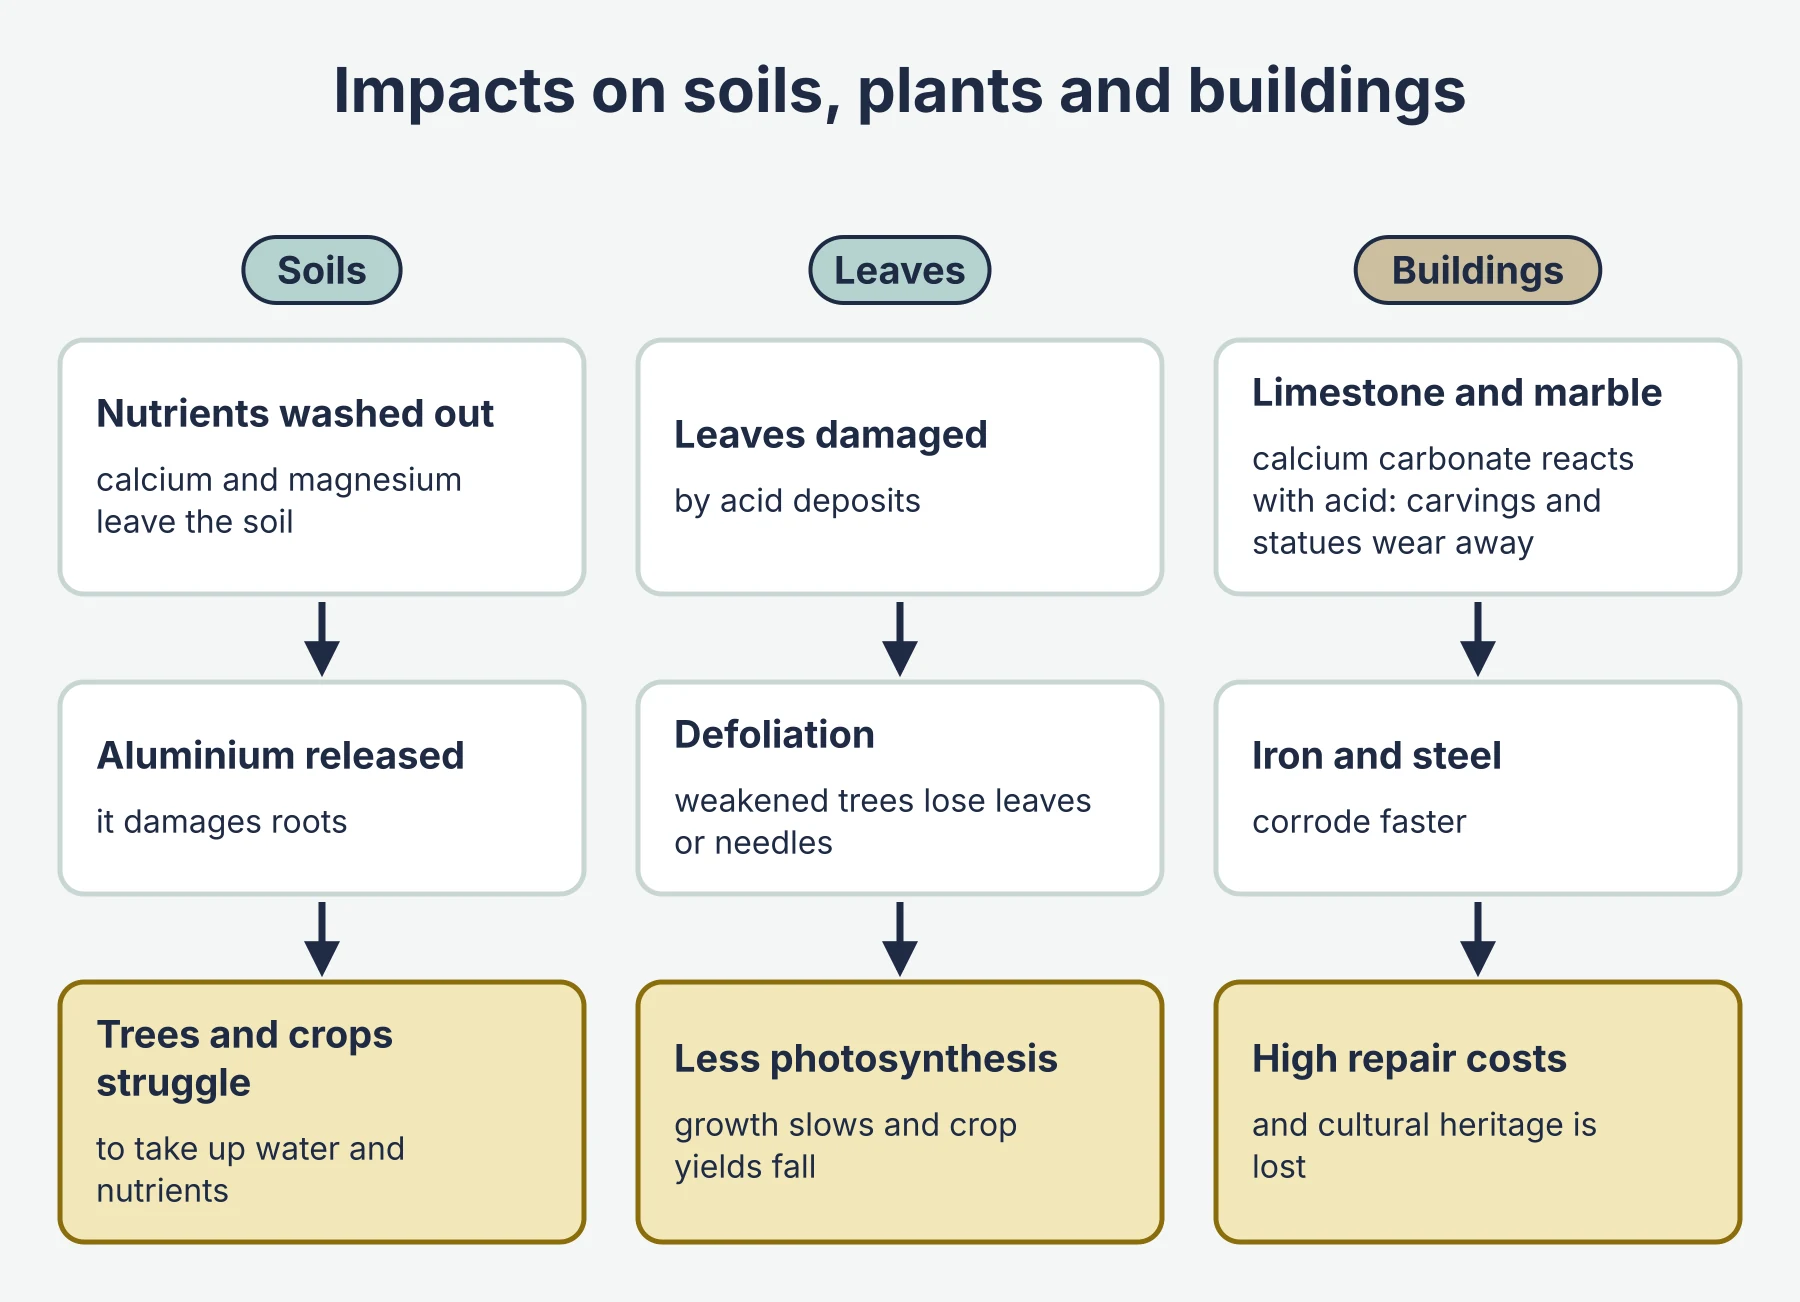 Impacts on soils, plants and buildings
Soils
Nutrients washed out
calcium and magnesium
leave the soil
Aluminium released
it damages roots
Trees and crops
struggle
to take up water and
nutrients
Leaves
Leaves damaged
by acid deposits
Defoliation
weakened trees lose leaves
or needles
Less photosynthesis
growth slows and crop
yields fall
Buildings
Limestone and marble
calcium carbonate reacts
with acid: carvings and
statues wear away
Iron and steel
corrode faster
High repair costs
and cultural heritage is
lost